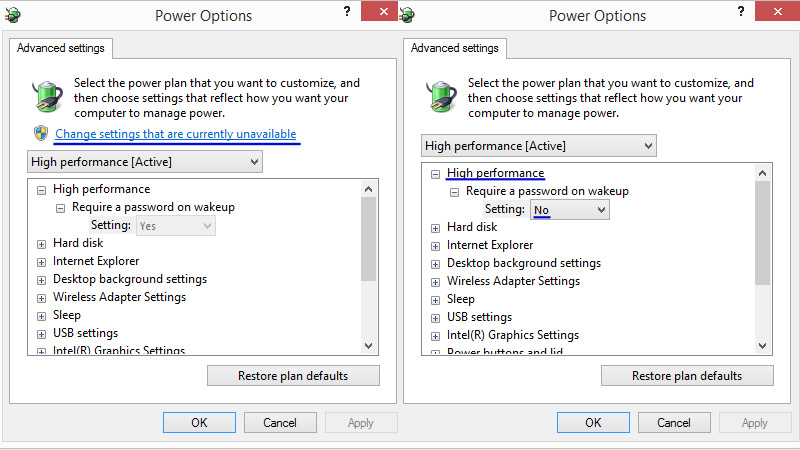 Power Options
?
Advanced settings
Select the power plan that you want to customize, and
then choose settings that reflect how you want your
computer to manage power.
Change settings that are currently unavailable
High performance [Active]
High performance
Require a password on wakeup
Setting: Yes
Hard disk
Internet Explorer
Desktop background settings
Wireless Adapter Settings
Sleep
USB settings
Intel(R) Graphics Settings
Restore plan defaults
OK Cancel Apply
Power Options
?
Advanced settings
Select the power plan that you want to customize, and
then choose settings that reflect how you want your
computer to manage power.
High performance [Active]
High performance
Require a password on wakeup
Setting: No
Hard disk
Internet Explorer
Desktop background settings
Wireless Adapter Settings
Sleep
USB settings
Intel(R) Graphics Settings
Power buttons and lid
Restore plan defaults
OK Cancel Apply